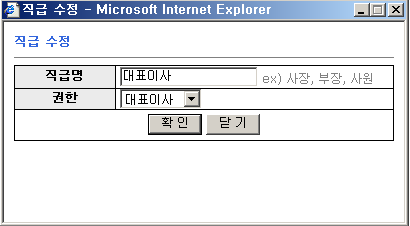 직급 수정 - Microsoft Internet Explorer
직급 수정
직급명 대표이사 ex) 사장, 부장, 사원
권한 대표이사
확 인 닫 기